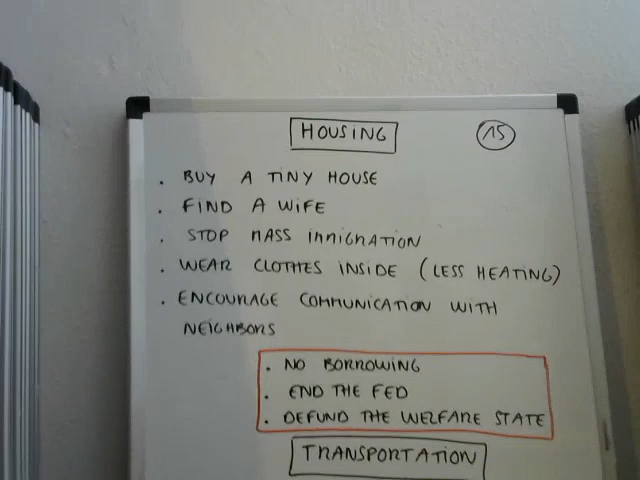 HOUSING
15
. BUY A TINY HOUSE
. FIND A WIFE
. STOP MASS IMMIGRATION
. WEAR CLOTHES INSIDE (LESS HEATING)
. ENCOURAGE COMMUNICATION WITH
NEIGHBORS
. NO BORROWING
. END THE FED
. DEFUND THE WELFARE STATE
TRANSPORTATION